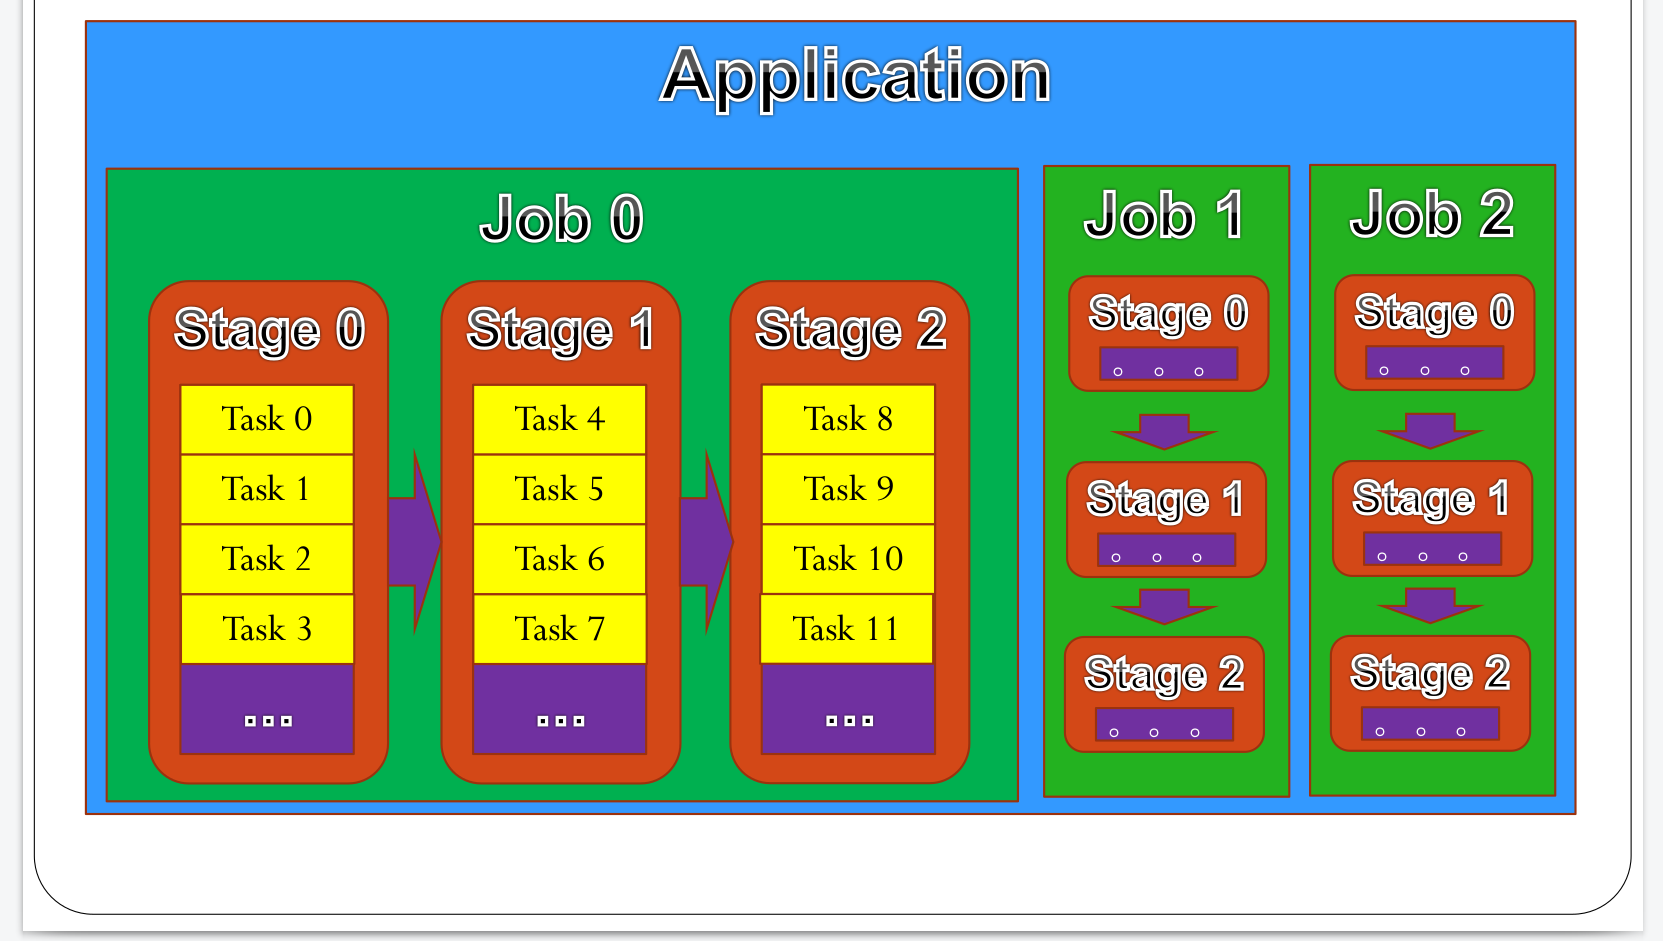 Application
Job 0
Stage 0
Task 0
Task 1
Task 2
Task 3
...
Stage 1
Task 4
Task 5
Task 6
Task 7
...
Stage 2
Task 8
Task 9
Task 10
Task 11
...
Job 1
Stage 0
. . .
Stage 1
. . .
Stage 2
. . .
Job 2
Stage 0
. . .
Stage 1
. . .
Stage 2
. . .